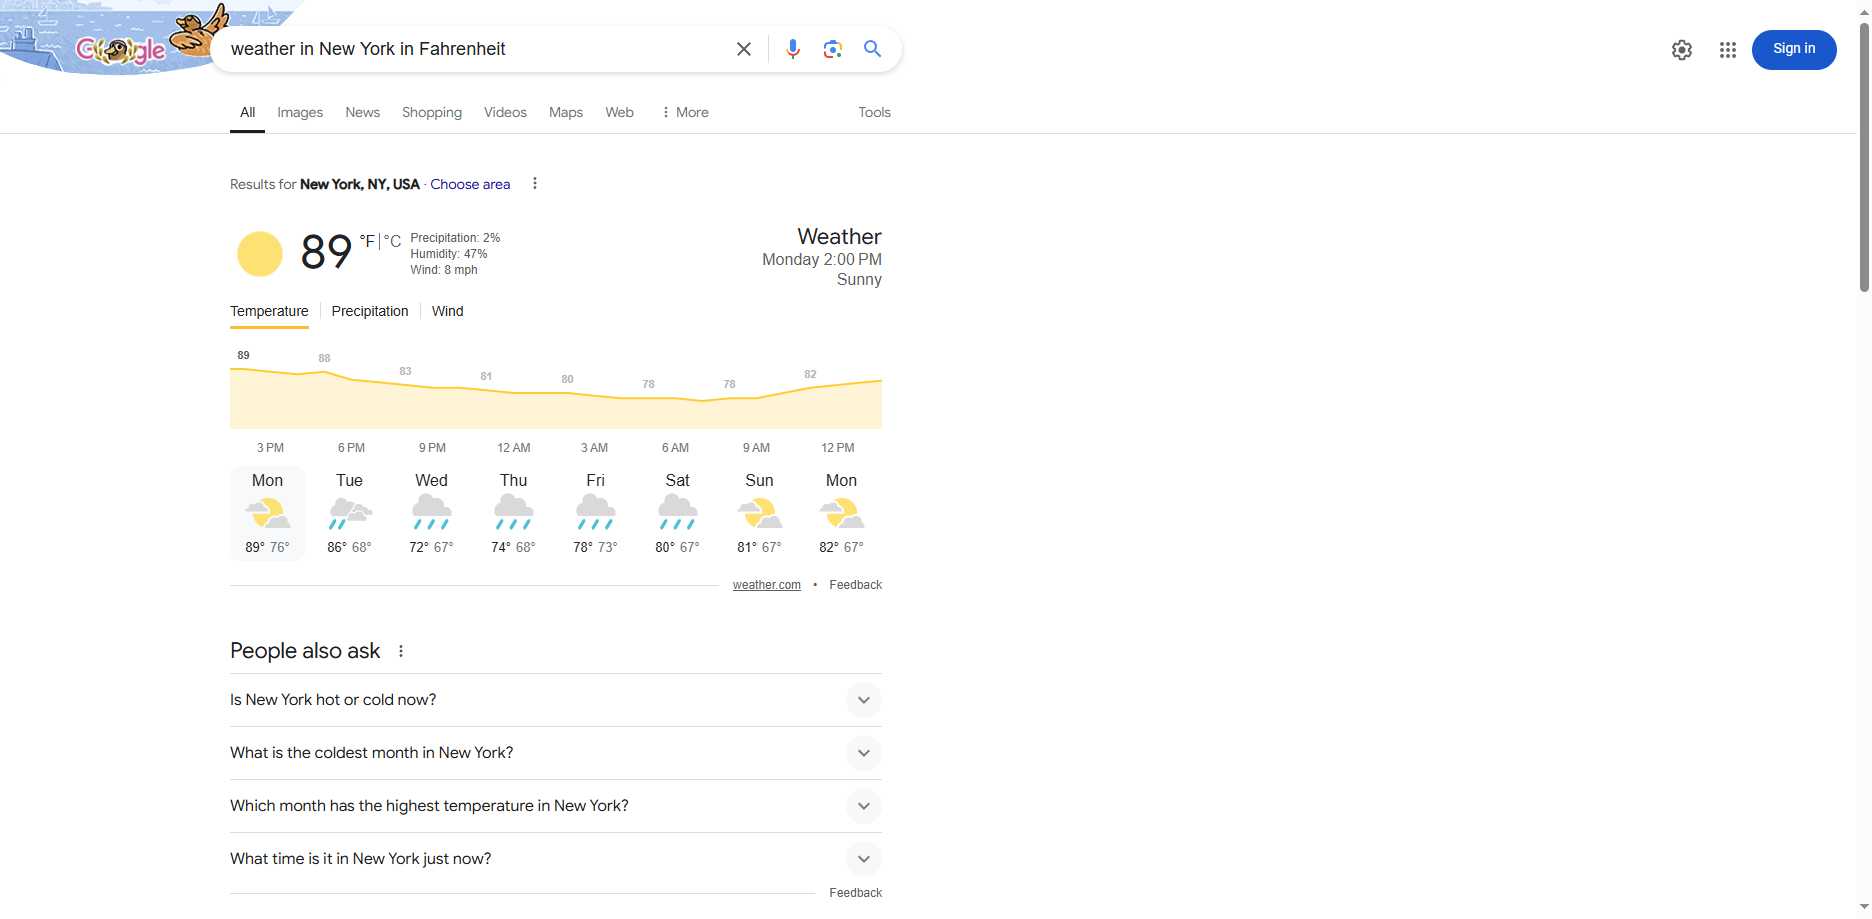 Google
weather in New York in Fahrenheit
Sign in
All Images News Shopping Videos Maps Web More Tools
Results for New York, NY, USA · Choose area
89 °F | °C
Precipitation: 2%
Humidity: 47%
Wind: 8 mph
Weather
Monday 2:00 PM
Sunny
Temperature Precipitation Wind
89 88 83 81 80 78 78 82
3 PM 6 PM 9 PM 12 AM 3 AM 6 AM 9 AM 12 PM
Mon Tue Wed Thu Fri Sat Sun Mon
89° 76° 86° 68° 72° 67° 74° 68° 78° 73° 80° 67° 81° 67° 82° 67°
weather.com • Feedback
People also ask
Is New York hot or cold now?
What is the coldest month in New York?
Which month has the highest temperature in New York?
What time is it in New York just now?
Feedback